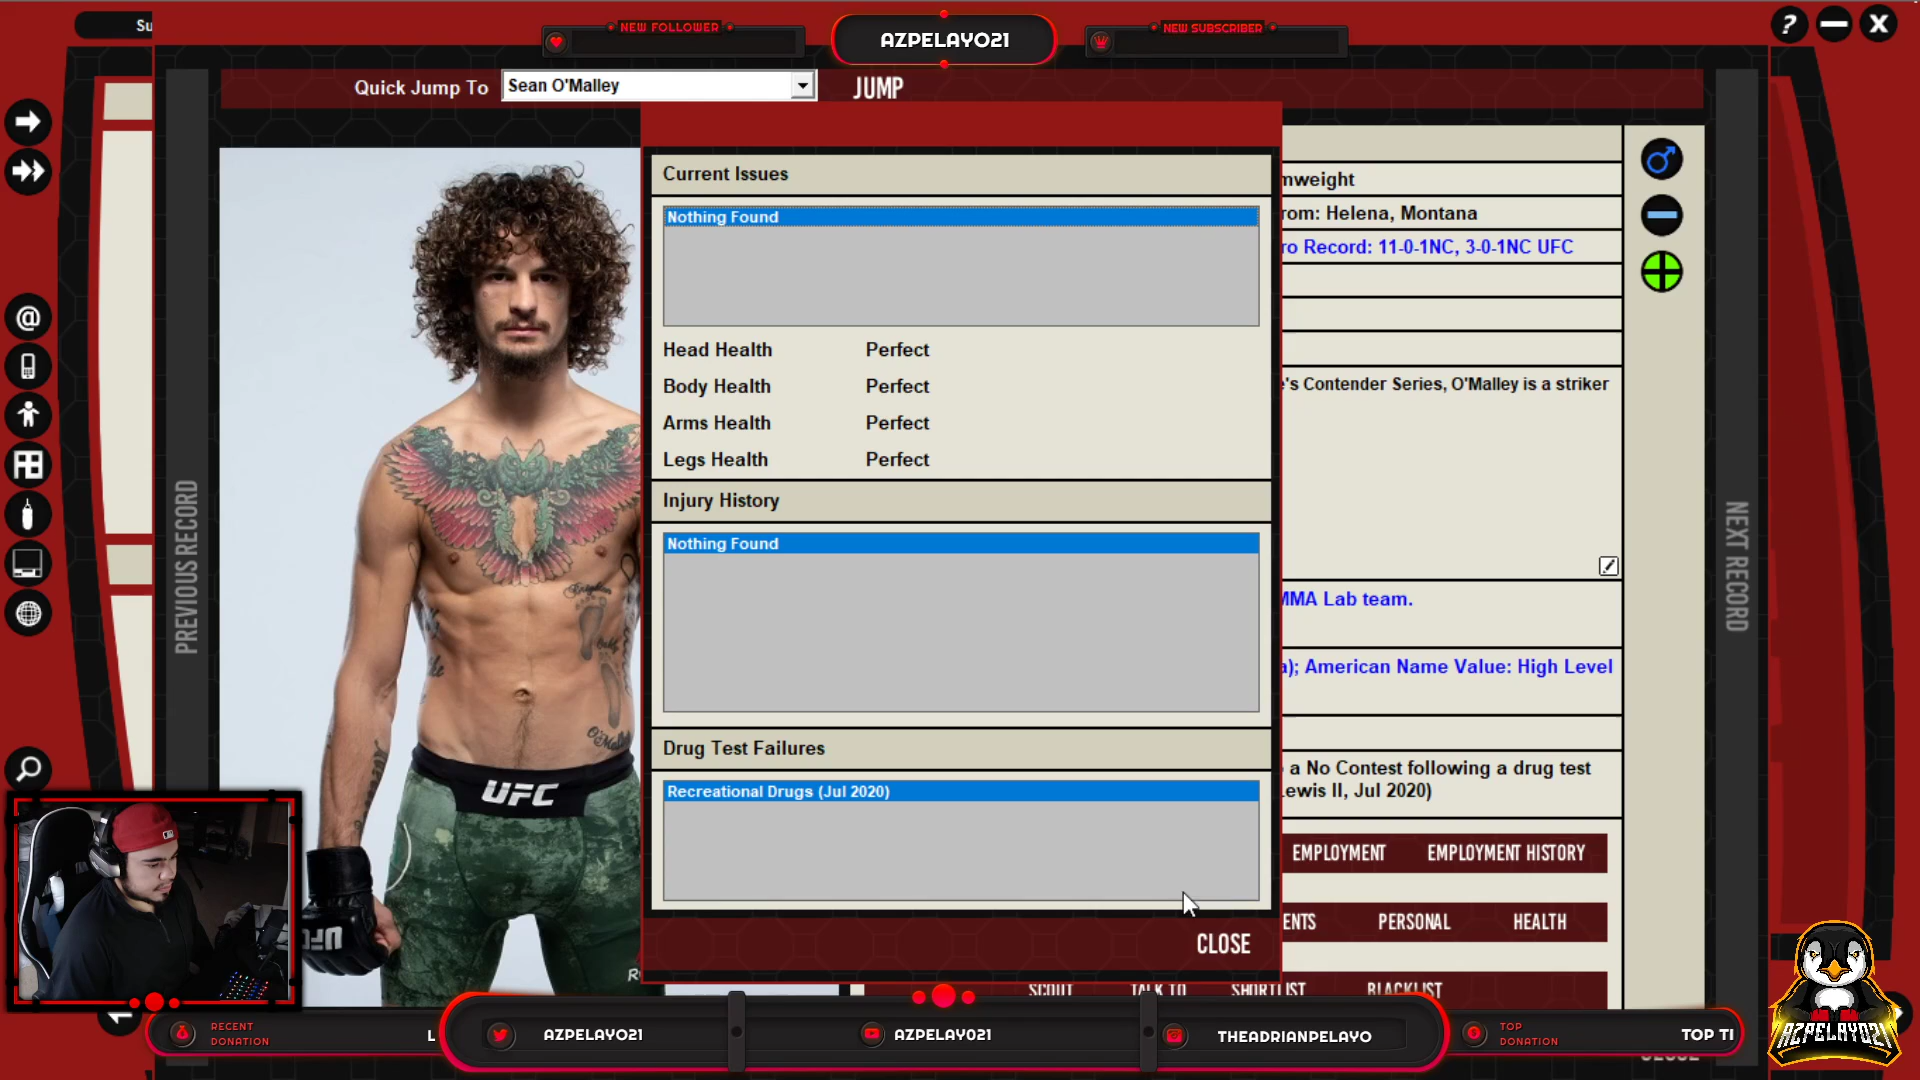 Su
NEW FOLLOWER
AZPELAYO21
NEW SUBSCRIBER
?
X
Quick Jump To
Sean O'Malley
JUMP
Current Issues
Nothing Found
Head Health Perfect
Body Health Perfect
Arms Health Perfect
Legs Health Perfect
Injury History
Nothing Found
Drug Test Failures
Recreational Drugs (Jul 2020)
CLOSE
mweight
rom: Helena, Montana
ro Record: 11-0-1NC, 3-0-1NC UFC
's Contender Series, O'Malley is a striker
MMA Lab team.
a); American Name Value: High Level
a No Contest following a drug test
Lewis II, Jul 2020)
EMPLOYMENT EMPLOYMENT HISTORY
ENTS PERSONAL HEALTH
SCOUT TALK TO SHORTLIST BLACKLIST
CLOSE
PREVIOUS RECORD
NEXT RECORD
@
UFC
UFC
RECENT
DONATION
L
AZPELAYO21
AZPELAYO21
THEADRIANPELAYO
TOP
DONATION
TOP TI
AZPELAYO21